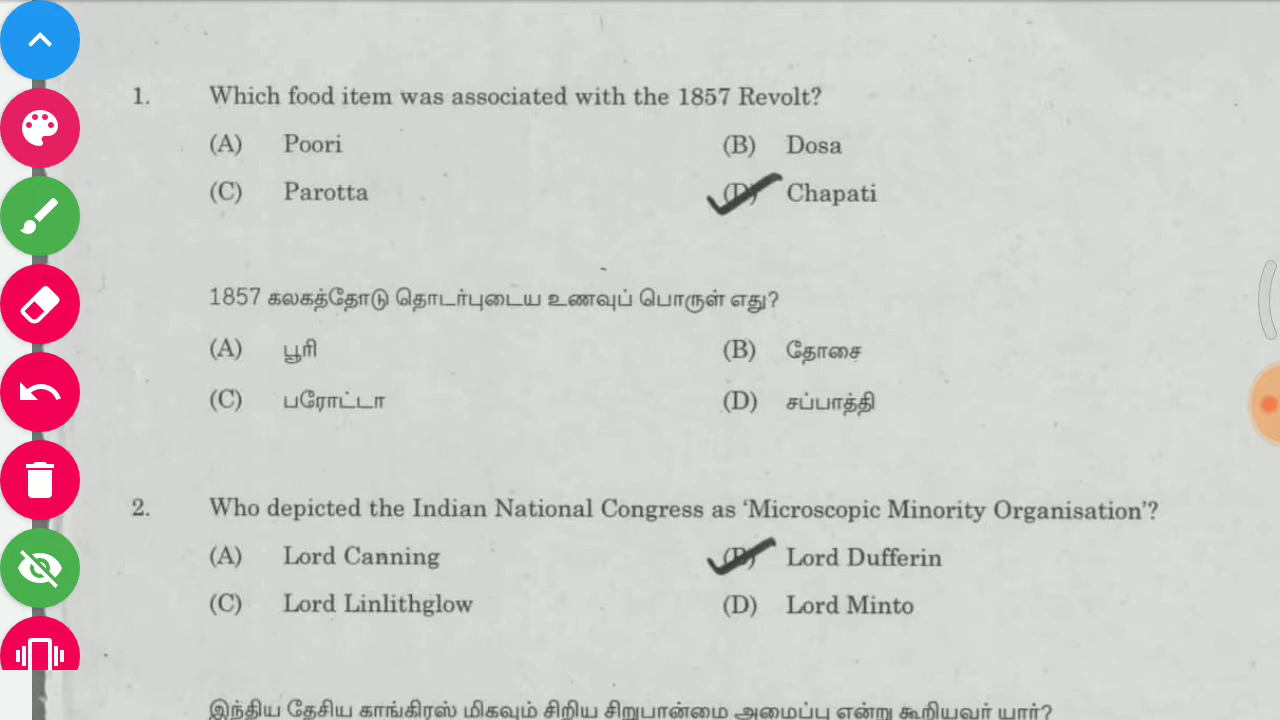 1. Which food item was associated with the 1857 Revolt?
(A) Poori (B) Dosa
(C) Parotta (D) Chapati
1857 கலகத்தோடு தொடர்புடைய உணவுப் பொருள் எது?
(A) பூரி (B) தோசை
(C) பரோட்டா (D) சப்பாத்தி
2. Who depicted the Indian National Congress as ‘Microscopic Minority Organisation’?
(A) Lord Canning (B) Lord Dufferin
(C) Lord Linlithglow (D) Lord Minto
இந்திய தேசிய காங்கிரஸ் மிகவும் சிறிய சிறுபான்மை அமைப்பு என்று கூறியவர் யார்?